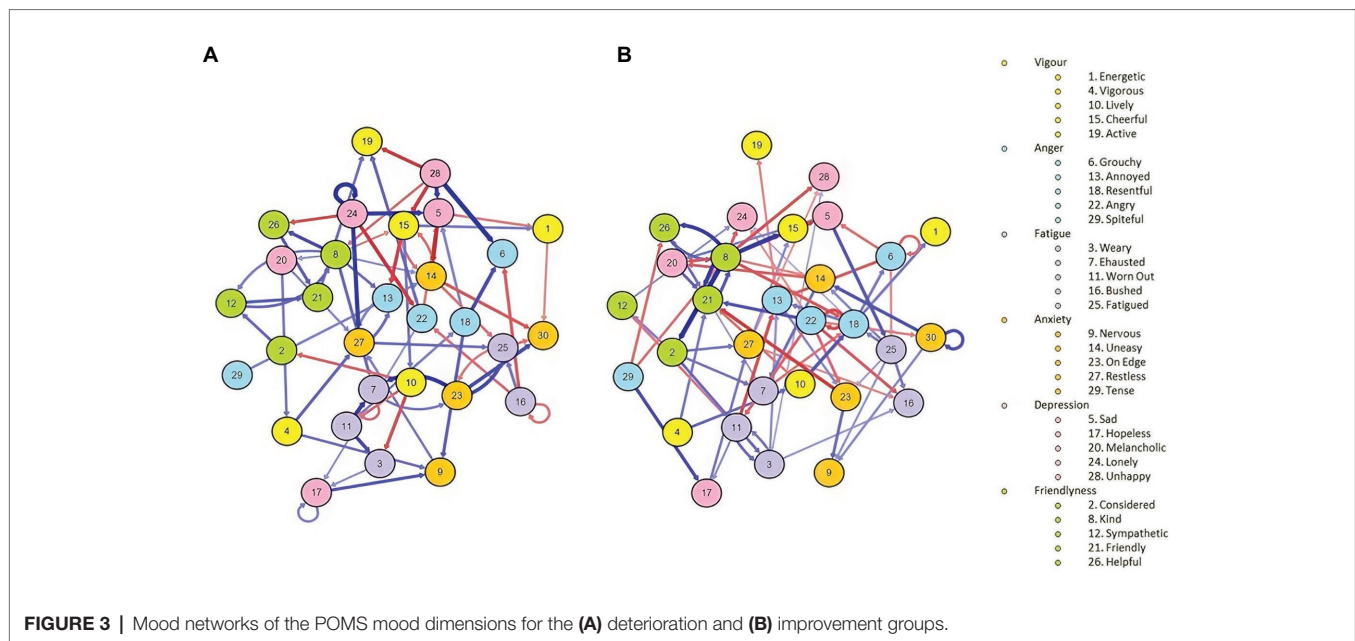 A
19
28
24
5
26
15
1
8
6
20
14
21
13
12
22
18
30
27
25
2
29
10
7
23
16
11
4
3
9
17
B
19
28
24
5
26
15
1
8
6
20
14
21
13
12
22
18
30
27
25
2
29
10
7
23
16
11
4
3
9
17
Vigour
1. Energetic
4. Vigorous
10. Lively
15. Cheerful
19. Active
Anger
6. Grouchy
13. Annoyed
18. Resentful
22. Angry
29. Spiteful
Fatigue
3. Weary
7. Ehausted
11. Worn Out
16. Bushed
25. Fatigued
Anxiety
9. Nervous
14. Uneasy
23. On Edge
27. Restless
29. Tense
Depression
5. Sad
17. Hopeless
20. Melancholic
24. Lonely
28. Unhappy
Friendlyness
2. Considered
8. Kind
12. Sympathetic
21. Friendly
26. Helpful
FIGURE 3 | Mood networks of the POMS mood dimensions for the (A) deterioration and (B) improvement groups.